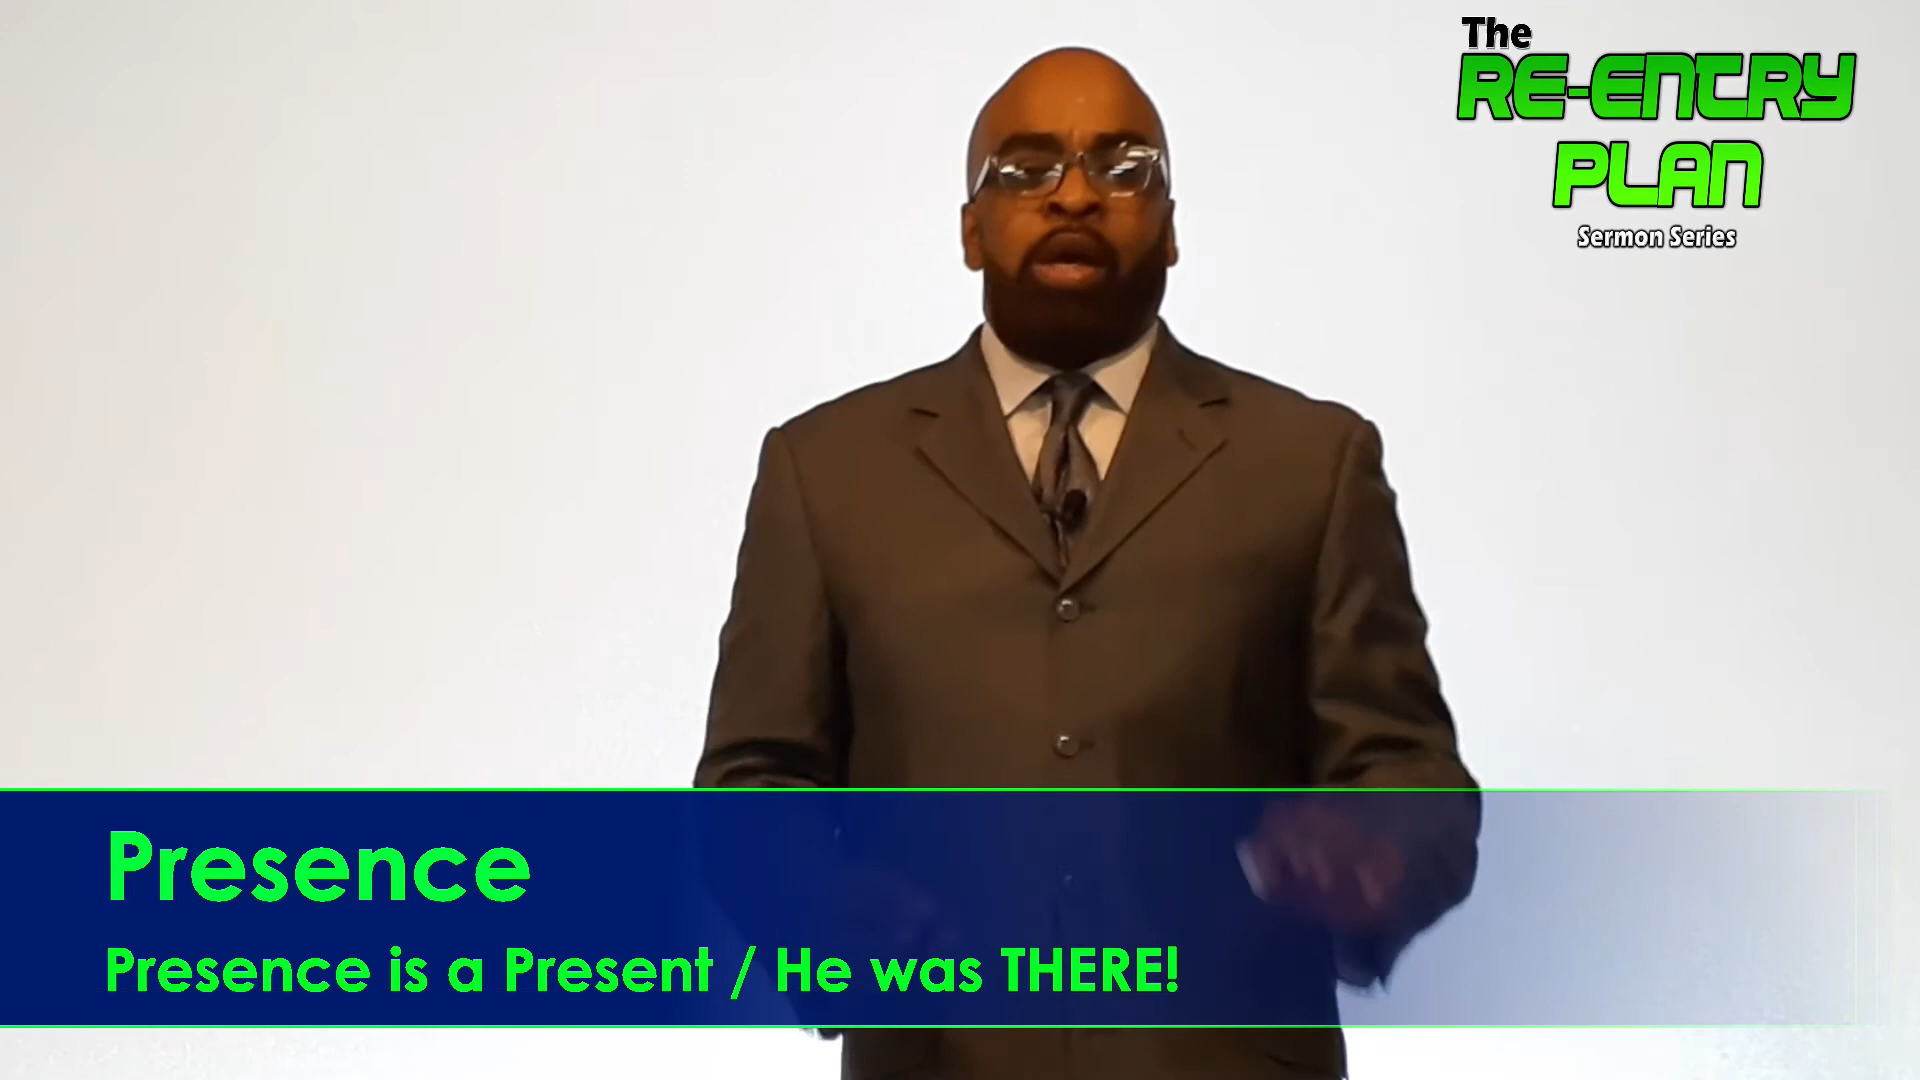 The
RE-ENTRY
PLAN
Sermon Series
Presence
Presence is a Present / He was THERE!